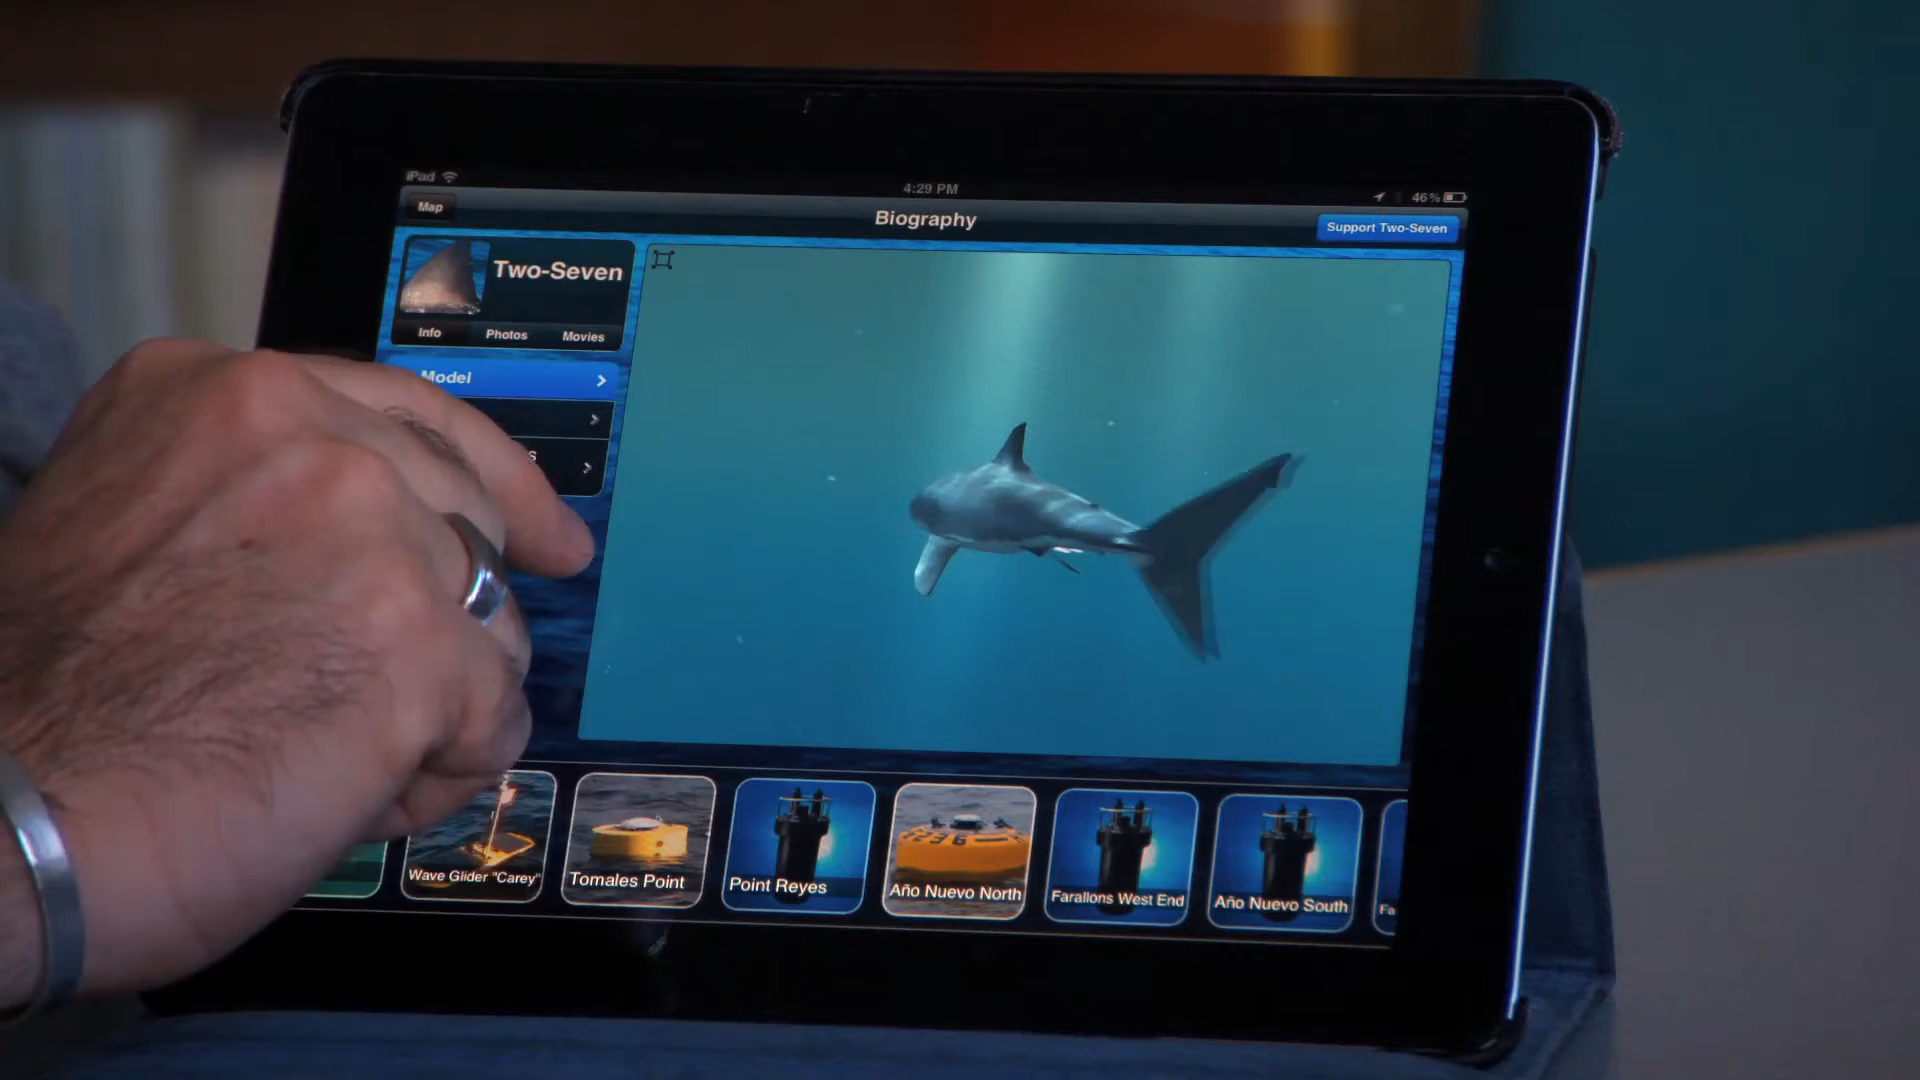 iPad
4:29 PM
46%
Map
Biography
Support Two-Seven
Two-Seven
Info
Photos
Movies
Model
Wave Glider "Carey"
Tomales Point
Point Reyes
Año Nuevo North
Farallons West End
Año Nuevo South
Fa